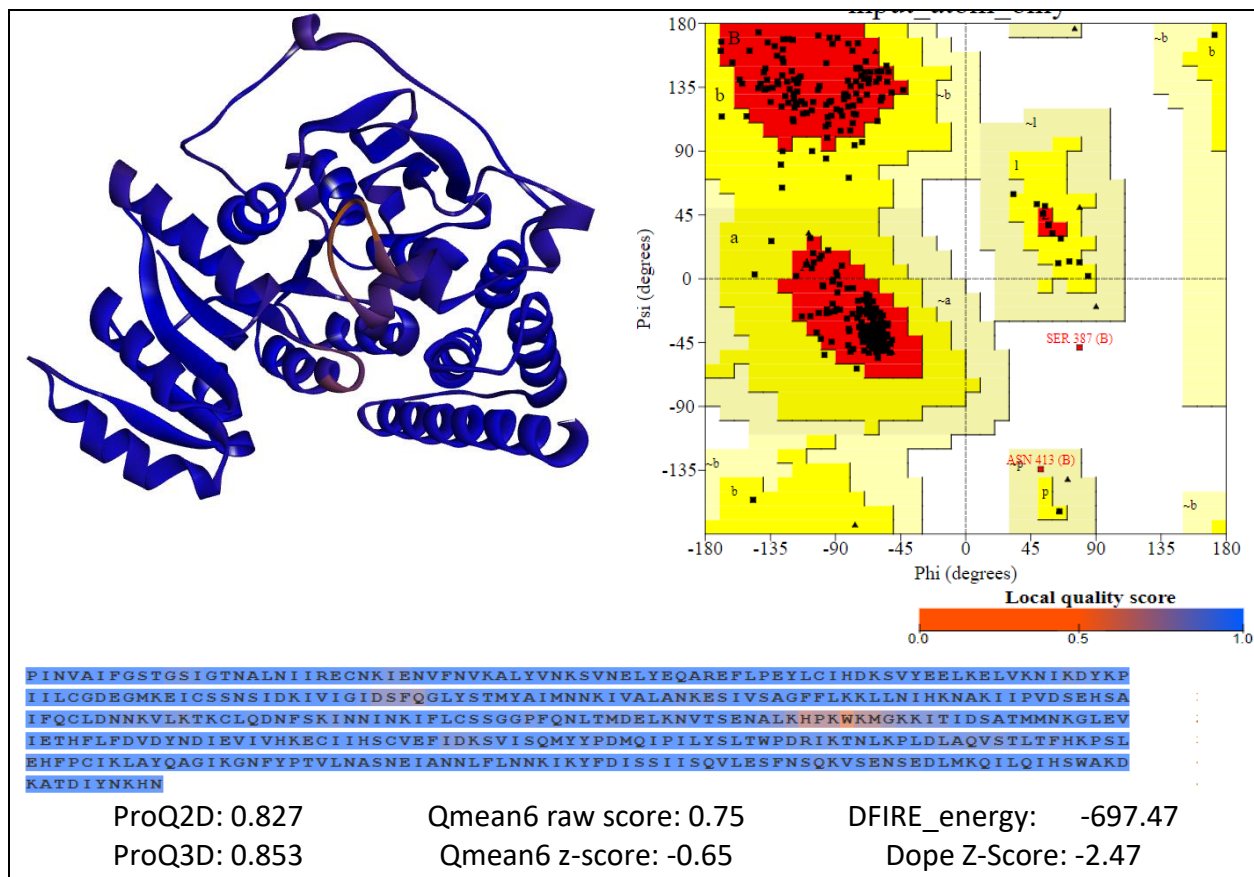 input_atom_only
180
135
90
45
0
-45
-90
-135
Psi (degrees)
B
b
~b
~b
b
~l
l
a
~a
SER 387 (B)
ASN 413 (B)
~p
~b
b
p
~b
-180 -135 -90 -45 0 45 90 135 180
Phi (degrees)
Local quality score
0.0 0.5 1.0
PINVAIFGSTGSIGTNALNIIRECNKIENVFNVKALYVNKSVNELYEQAREFLPEYLCIHDKSVYEELKELVKNIKDYKP
IILCGDEGMKEICSSNSIDKIVIGIDSFQGLYSTMYAIMNNKIVALANKESIVSAGFFLKKLLNIHKNAKIIPVDSEHSA
IFQCLDNNKVLKTKCLQDNFSKINNINKIFLCSSGGPFQNLTMDELKNVTSENALKHPKWKMGKKITIDSATMMNKGLEV
IETHFLFDVDYNDIEVIVHKECIIHSCVEFIDKSVISQMYYPDMQIPILYSLTWPDRIKTNLKPLDLAQVSTLTFHKPSL
EHFPCIKLAYQAGIKGNFYPTVLNASNEIANNLFLNNKIKYFDISSIISQVLESFNSQKVSENSEDLMKQILQIHSWAKD
KATDIYNKHN
ProQ2D: 0.827 Qmean6 raw score: 0.75 DFIRE_energy: -697.47
ProQ3D: 0.853 Qmean6 z-score: -0.65 Dope Z-Score: -2.47